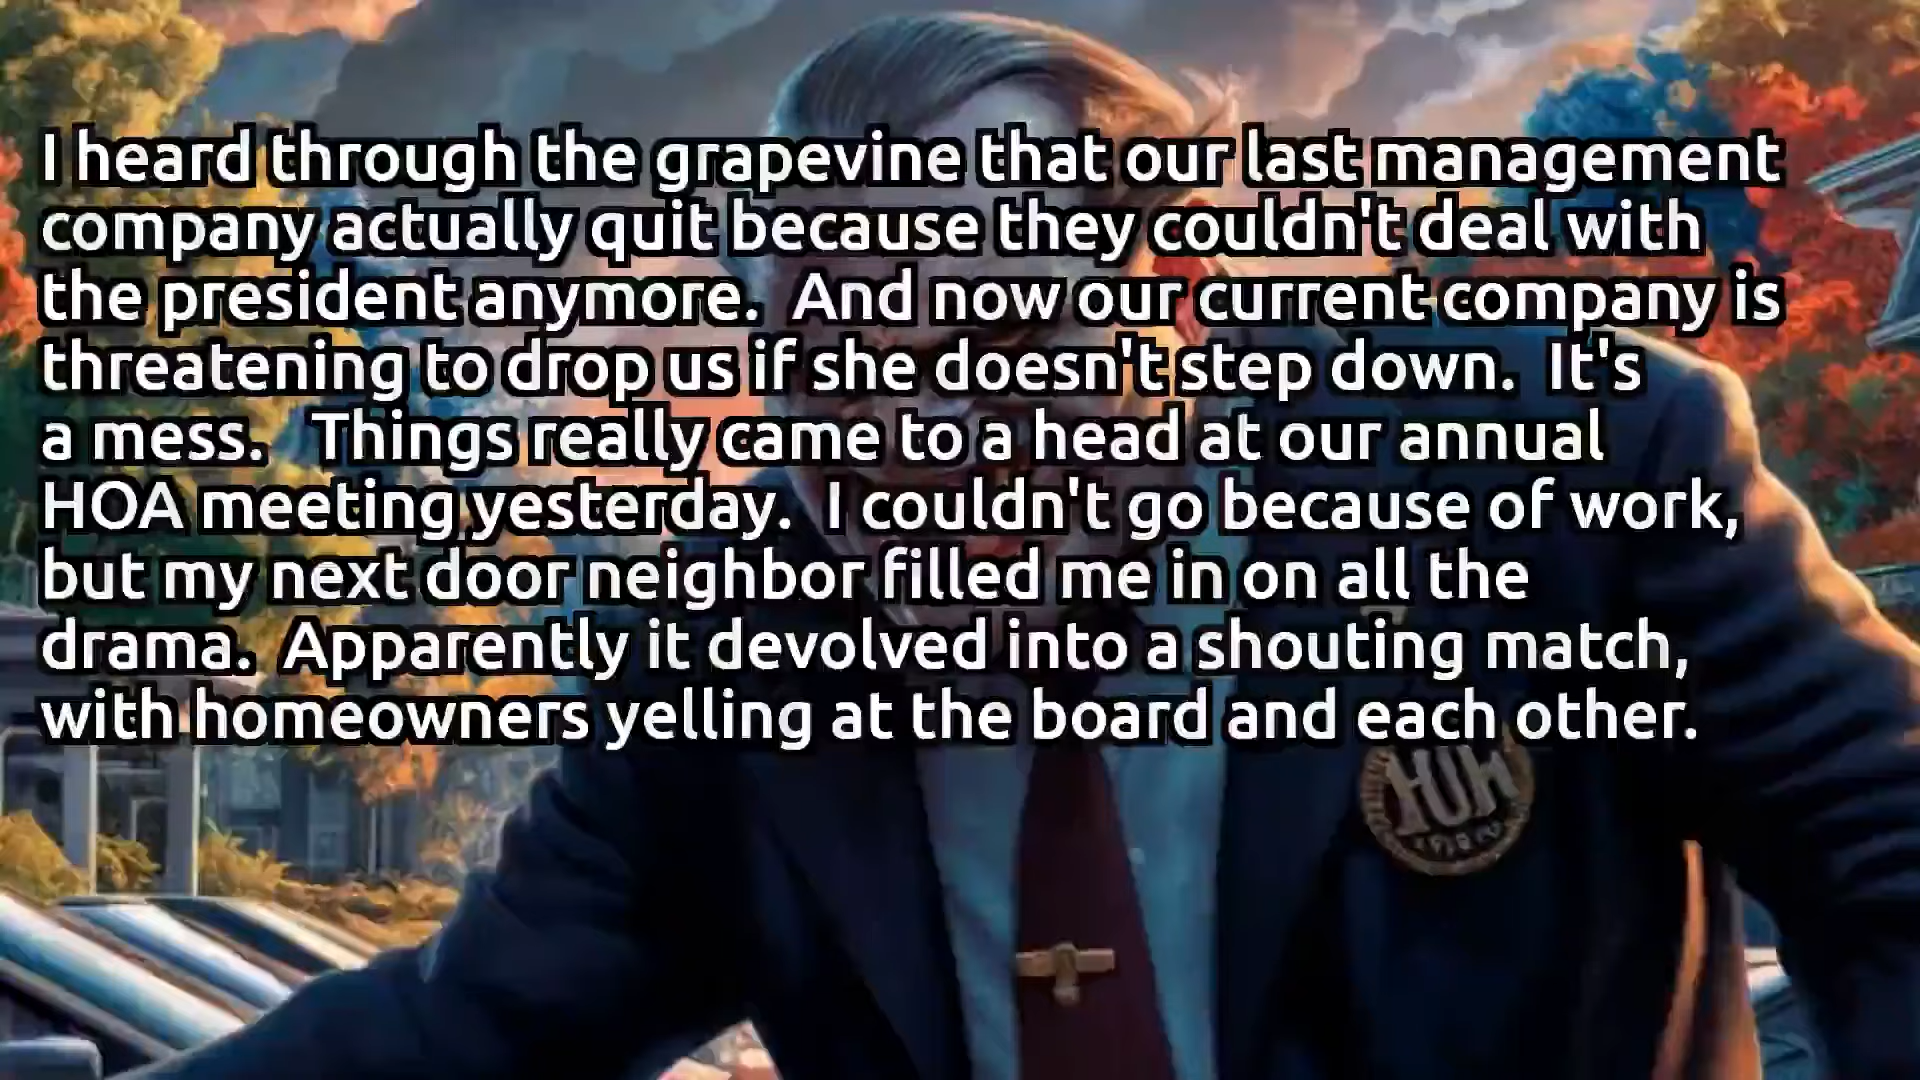 I heard through the grapevine that our last management
company actually quit because they couldn't deal with
the president anymore.  And now our current company is
threatening to drop us if she doesn't step down.  It's
a mess.   Things really came to a head at our annual
HOA meeting yesterday.  I couldn't go because of work,
but my next door neighbor filled me in on all the
drama.  Apparently it devolved into a shouting match,
with homeowners yelling at the board and each other.